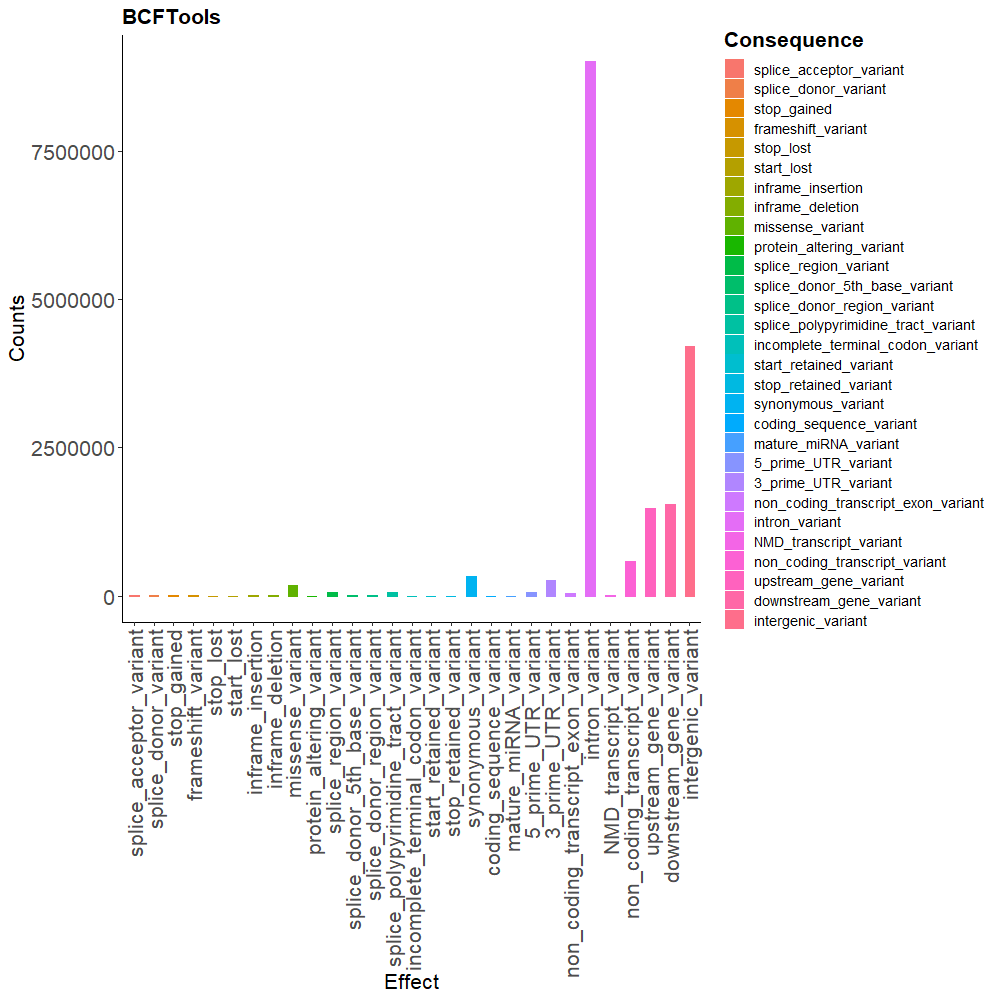 BCFTools
Counts
7500000
5000000
2500000
0
splice_acceptor_variant
splice_donor_variant
stop_gained
frameshift_variant
stop_lost
start_lost
inframe_insertion
inframe_deletion
missense_variant
protein_altering_variant
splice_region_variant
splice_donor_5th_base_variant
splice_donor_region_variant
splice_polypyrimidine_tract_variant
incomplete_terminal_codon_variant
start_retained_variant
stop_retained_variant
synonymous_variant
coding_sequence_variant
mature_miRNA_variant
5_prime_UTR_variant
3_prime_UTR_variant
non_coding_transcript_exon_variant
intron_variant
NMD_transcript_variant
non_coding_transcript_variant
upstream_gene_variant
downstream_gene_variant
intergenic_variant
Effect
Consequence
splice_acceptor_variant
splice_donor_variant
stop_gained
frameshift_variant
stop_lost
start_lost
inframe_insertion
inframe_deletion
missense_variant
protein_altering_variant
splice_region_variant
splice_donor_5th_base_variant
splice_donor_region_variant
splice_polypyrimidine_tract_variant
incomplete_terminal_codon_variant
start_retained_variant
stop_retained_variant
synonymous_variant
coding_sequence_variant
mature_miRNA_variant
5_prime_UTR_variant
3_prime_UTR_variant
non_coding_transcript_exon_variant
intron_variant
NMD_transcript_variant
non_coding_transcript_variant
upstream_gene_variant
downstream_gene_variant
intergenic_variant